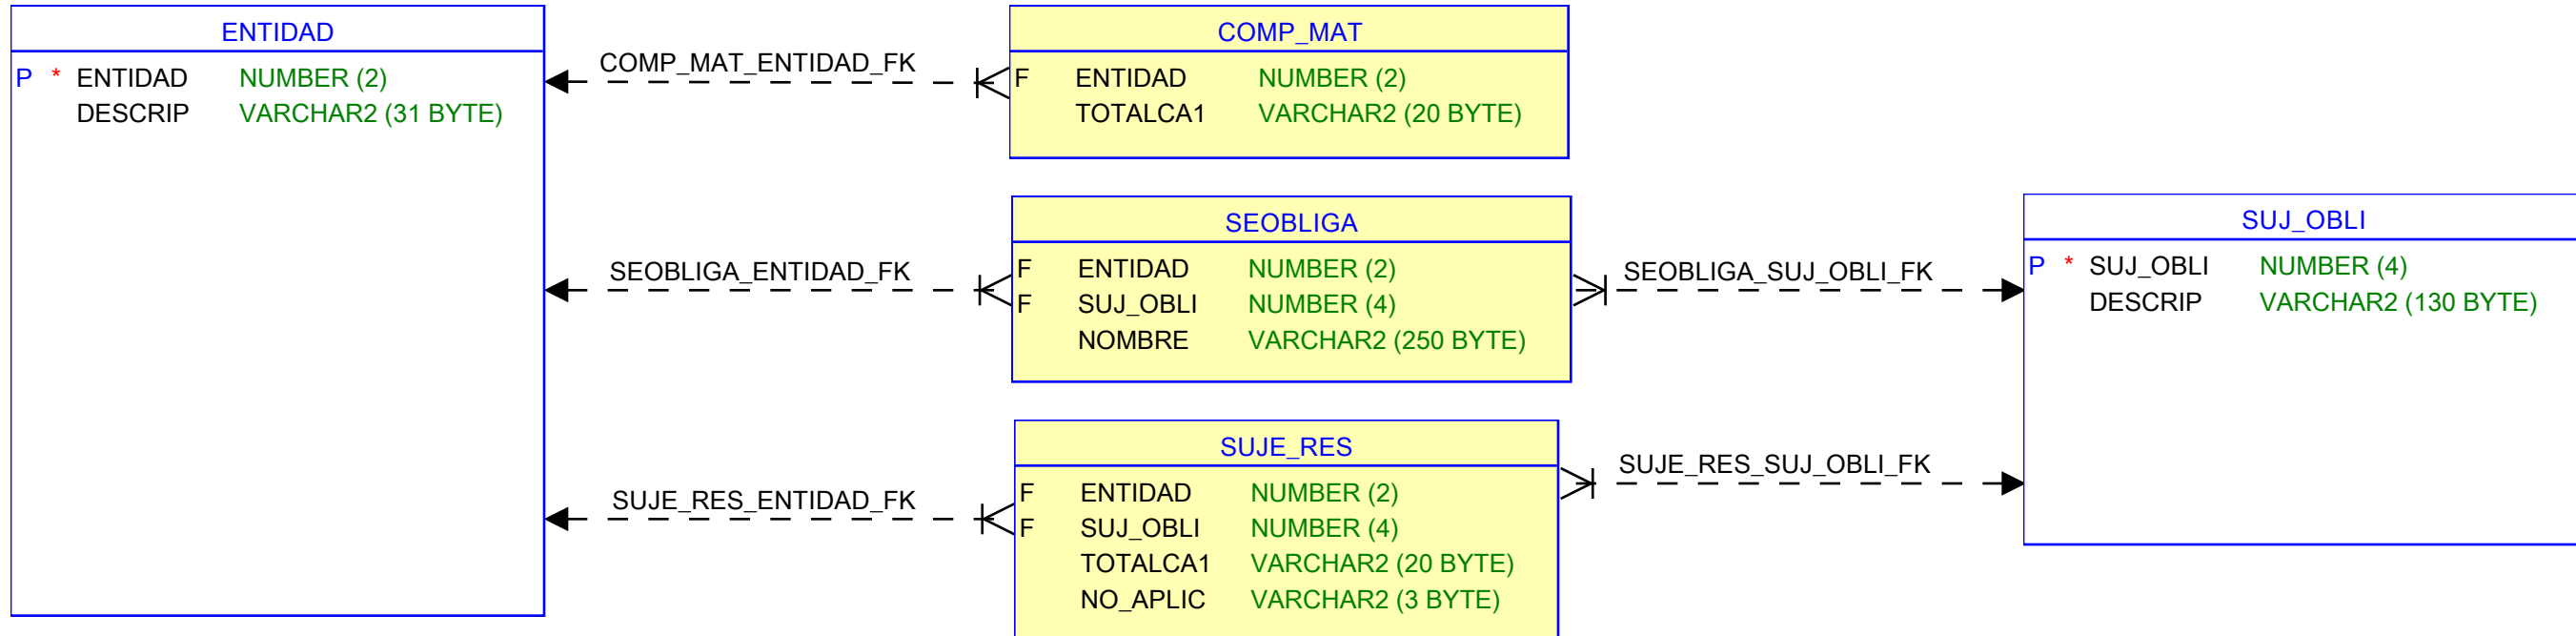 ENTIDAD
P * ENTIDAD NUMBER (2)
DESCRIP VARCHAR2 (31 BYTE)
COMP_MAT_ENTIDAD_FK
COMP_MAT
F ENTIDAD NUMBER (2)
TOTALCA1 VARCHAR2 (20 BYTE)
SEOBLIGA_ENTIDAD_FK
SEOBLIGA
F ENTIDAD NUMBER (2)
F SUJ_OBLI NUMBER (4)
NOMBRE VARCHAR2 (250 BYTE)
SEOBLIGA_SUJ_OBLI_FK
SUJ_OBLI
P * SUJ_OBLI NUMBER (4)
DESCRIP VARCHAR2 (130 BYTE)
SUJE_RES_ENTIDAD_FK
SUJE_RES
F ENTIDAD NUMBER (2)
F SUJ_OBLI NUMBER (4)
TOTALCA1 VARCHAR2 (20 BYTE)
NO_APLIC VARCHAR2 (3 BYTE)
SUJE_RES_SUJ_OBLI_FK